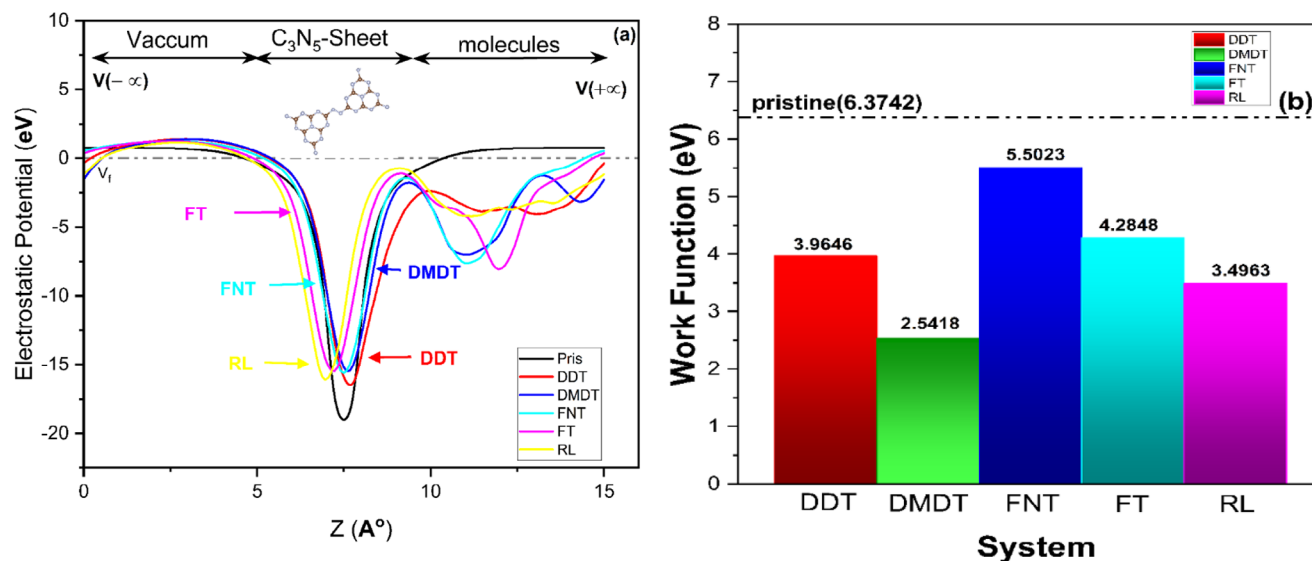 (a)
Vaccum
C₃N₅-Sheet
molecules
V(− ∞)
V(+∞)
Vf
FT
FNT
RL
DMDT
DDT
Pris
DDT
DMDT
FNT
FT
RL
10
5
0
-5
-10
-15
-20
Electrostatic Potential (eV)
0
5
10
15
Z (Aᵒ)
(b)
DDT
DMDT
FNT
FT
RL
pristine(6.3742)
3.9646
2.5418
5.5023
4.2848
3.4963
8
7
6
5
4
3
2
1
0
Work Function (eV)
DDT
DMDT
FNT
FT
RL
System